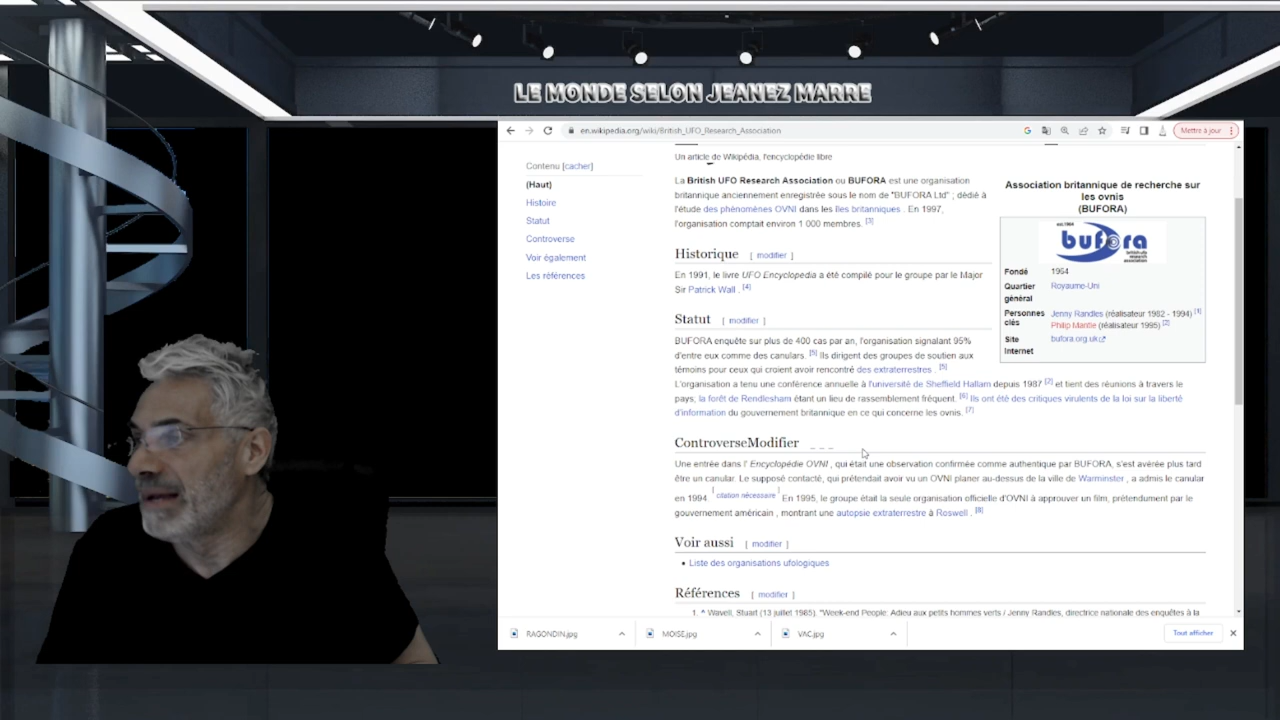 LE MONDE SELON JEANEZ MARRE
en.wikipedia.org/wiki/British_UFO_Research_Association
Mettre à jour
Contenu [cacher]
(Haut)
Histoire
Statut
Controverse
Voir également
Les références
Un article de Wikipédia, l'encyclopédie libre
La British UFO Research Association ou BUFORA est une organisation
britannique anciennement enregistrée sous le nom de "BUFORA Ltd" ; dédié à
l'étude des phénomènes OVNI dans les îles britanniques . En 1997,
l'organisation comptait environ 1 000 membres. [3]
Historique [ modifier ]
En 1991, le livre UFO Encyclopedia a été compilé pour le groupe par le Major
Sir Patrick Wall . [4]
Statut [ modifier ]
BUFORA enquête sur plus de 400 cas par an, l'organisation signalant 95%
d'entre eux comme des canulars. [5] Ils dirigent des groupes de soutien aux
témoins pour ceux qui croient avoir rencontré des extraterrestres . [5]
L'organisation a tenu une conférence annuelle à l'université de Sheffield Hallam depuis 1987 [2] et tient des réunions à travers le
pays, la forêt de Rendlesham étant un lieu de rassemblement fréquent. [6] Ils ont été des critiques virulents de la loi sur la liberté
d'information du gouvernement britannique en ce qui concerne les ovnis. [7]
ControverseModifier
Une entrée dans l' Encyclopédie OVNI , qui était une observation confirmée comme authentique par BUFORA, s'est avérée plus tard
être un canular. Le supposé contacté, qui prétendait avoir vu un OVNI planer au-dessus de la ville de Warminster , a admis le canular
en 1994. [ citation nécessaire ] En 1995, le groupe était la seule organisation officielle d'OVNI à approuver un film, prétendument par le
gouvernement américain , montrant une autopsie extraterrestre à Roswell . [8]
Voir aussi [ modifier ]
• Liste des organisations ufologiques
Références [ modifier ]
1. ^ Wavell, Stuart (13 juillet 1985). "Week-end People: Adieu aux petits hommes verts / Jenny Randles, directrice nationale des enquêtes à la
Association britannique de recherche sur
les ovnis
(BUFORA)
bufora
british ufo
research
association
Fondé 1964
Quartier général Royaume-Uni
Personnes clés Jenny Randles (réalisateur 1982 - 1994) [1]
Philip Mantle (réalisateur 1995) [2]
Site Internet bufora.org.uk
RAGONDIN.jpg
MOISE.jpg
VAC.jpg
Tout afficher